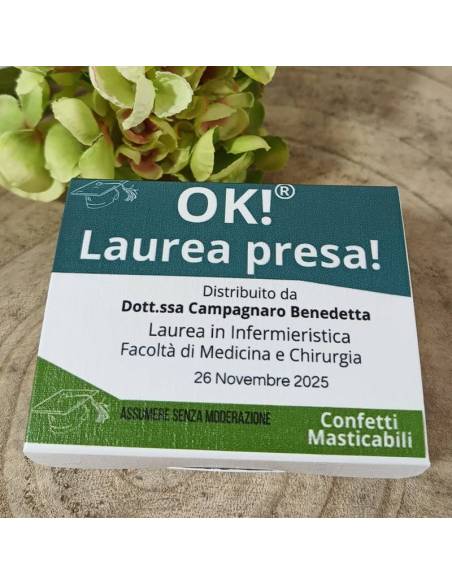 OK!®
Laurea presa!
Distribuito da
Dott.ssa Campagnaro Benedetta
Laurea in Infermieristica
Facoltà di Medicina e Chirurgia
26 Novembre 2025
ASSUMERE SENZA MODERAZIONE
Confetti
Masticabili